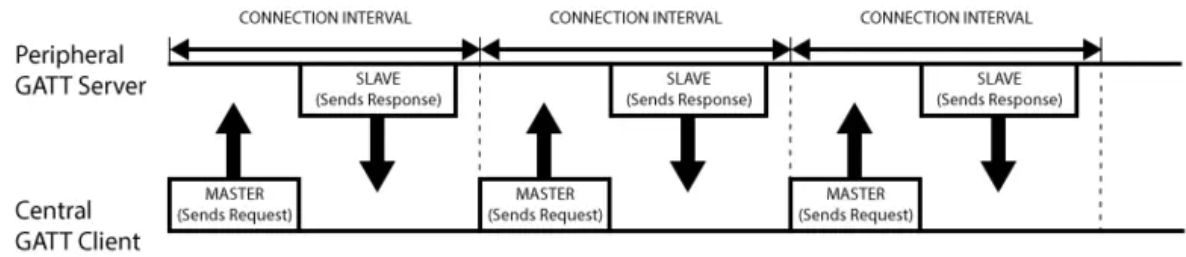 CONNECTION INTERVAL CONNECTION INTERVAL CONNECTION INTERVAL
Peripheral
GATT Server
SLAVE
(Sends Response)
SLAVE
(Sends Response)
SLAVE
(Sends Response)
MASTER
(Sends Request)
MASTER
(Sends Request)
MASTER
(Sends Request)
Central
GATT Client